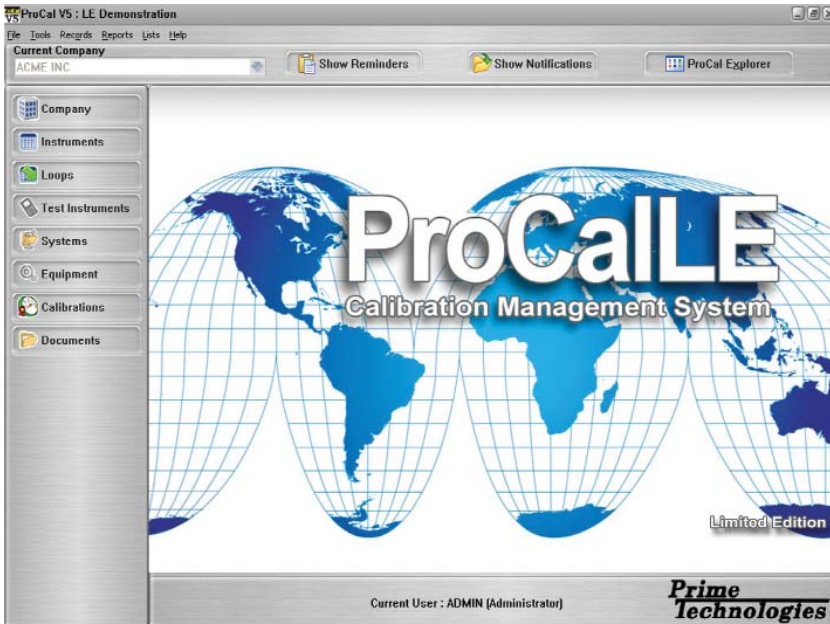 ProCal V5 : LE Demonstration
File Tools Records Reports Lists Help
Current Company
ACME INC
Show Reminders
Show Notifications
ProCal Explorer
Company
Instruments
Loops
Test Instruments
Systems
Equipment
Calibrations
Documents
ProCalLE
Calibration Management System
Limited Edition
Current User : ADMIN (Administrator)
Prime
Technologies